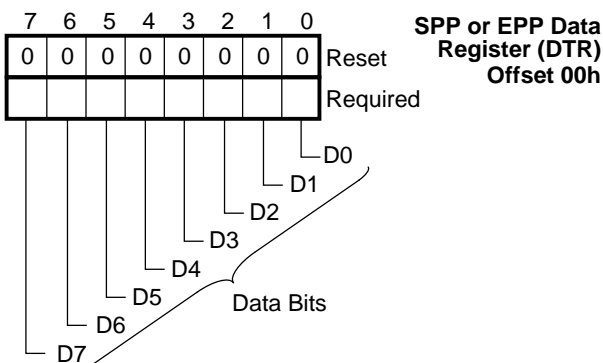 7 6 5 4 3 2 1 0
SPP or EPP Data
Register (DTR)
Offset 00h
0 0 0 0 0 0 0 0 Reset
Required
D0
D1
D2
D3
D4
D5
D6
D7
Data Bits